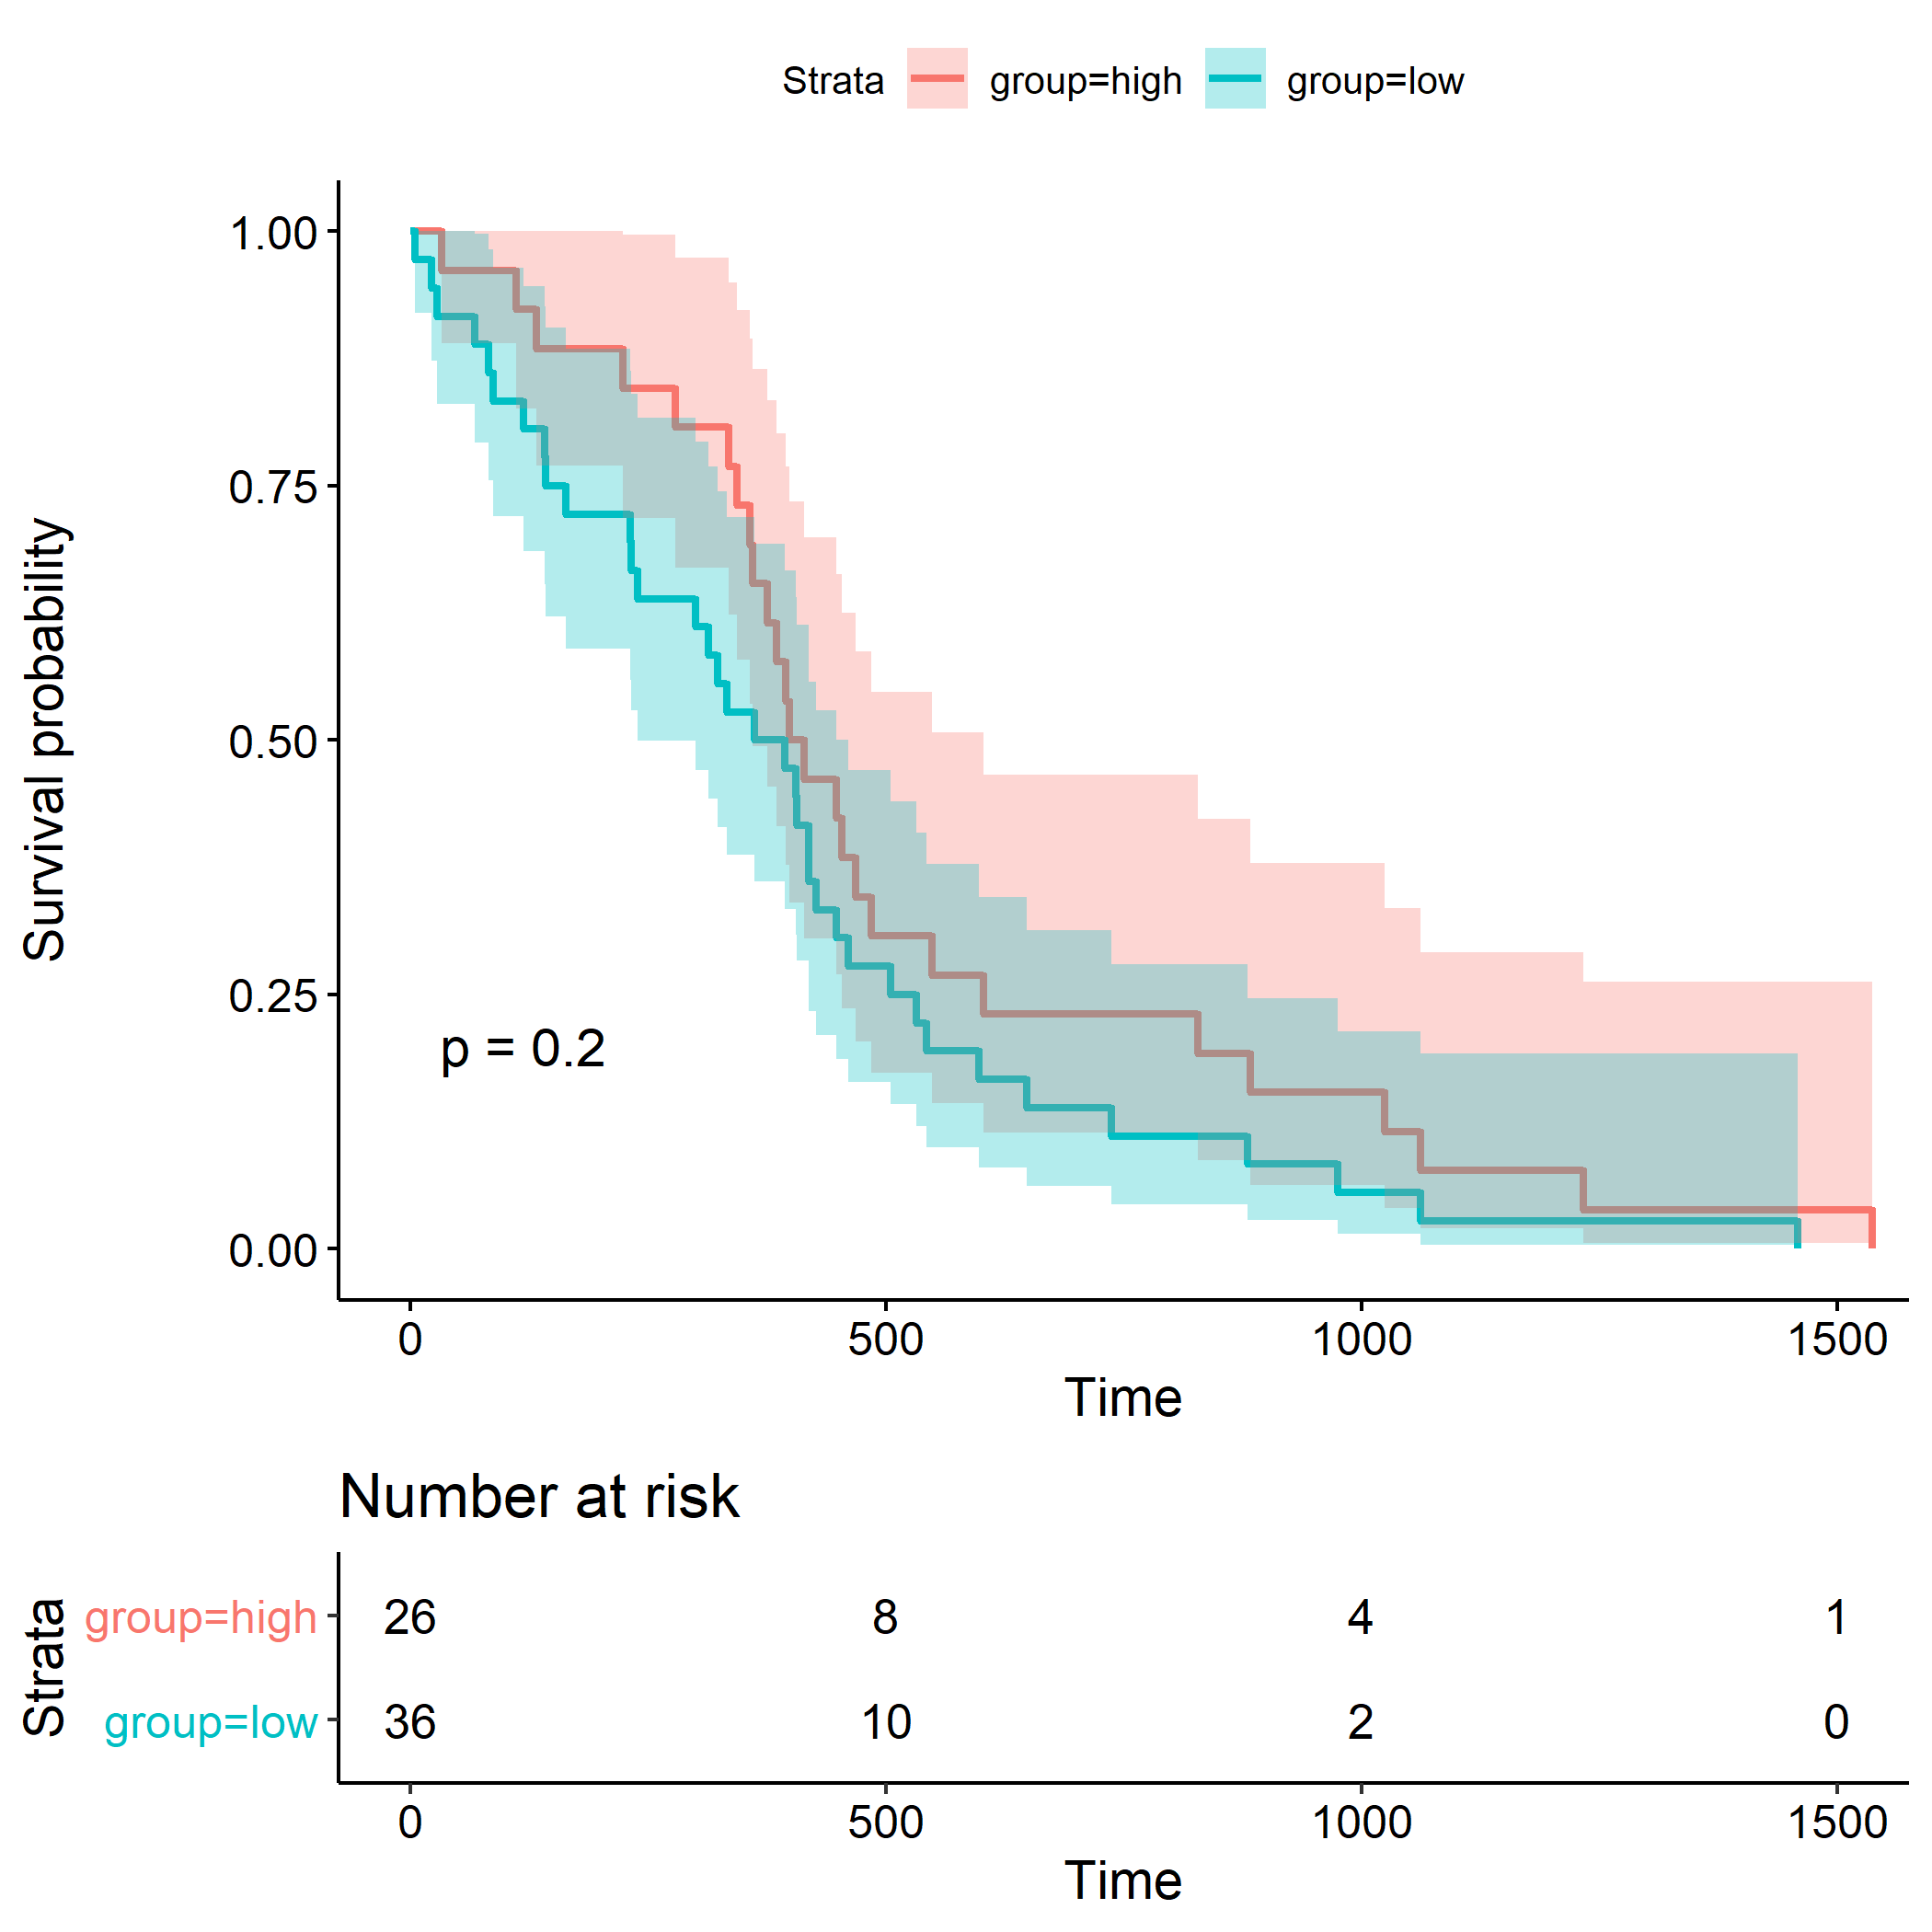 Strata group=high group=low
1.00
0.75
0.50
0.25
0.00
Survival probability
p = 0.2
0 500 1000 1500
Time
Number at risk
Strata
group=high 26 8 4 1
group=low 36 10 2 0
0 500 1000 1500
Time